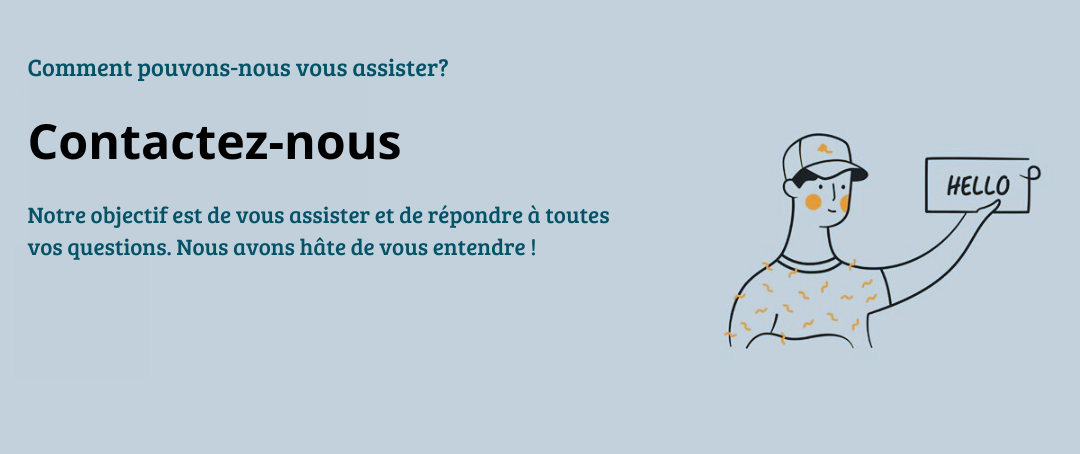 Comment pouvons-nous vous assister?
Contactez-nous
Notre objectif est de vous assister et de répondre à toutes
vos questions. Nous avons hâte de vous entendre !
HELLO